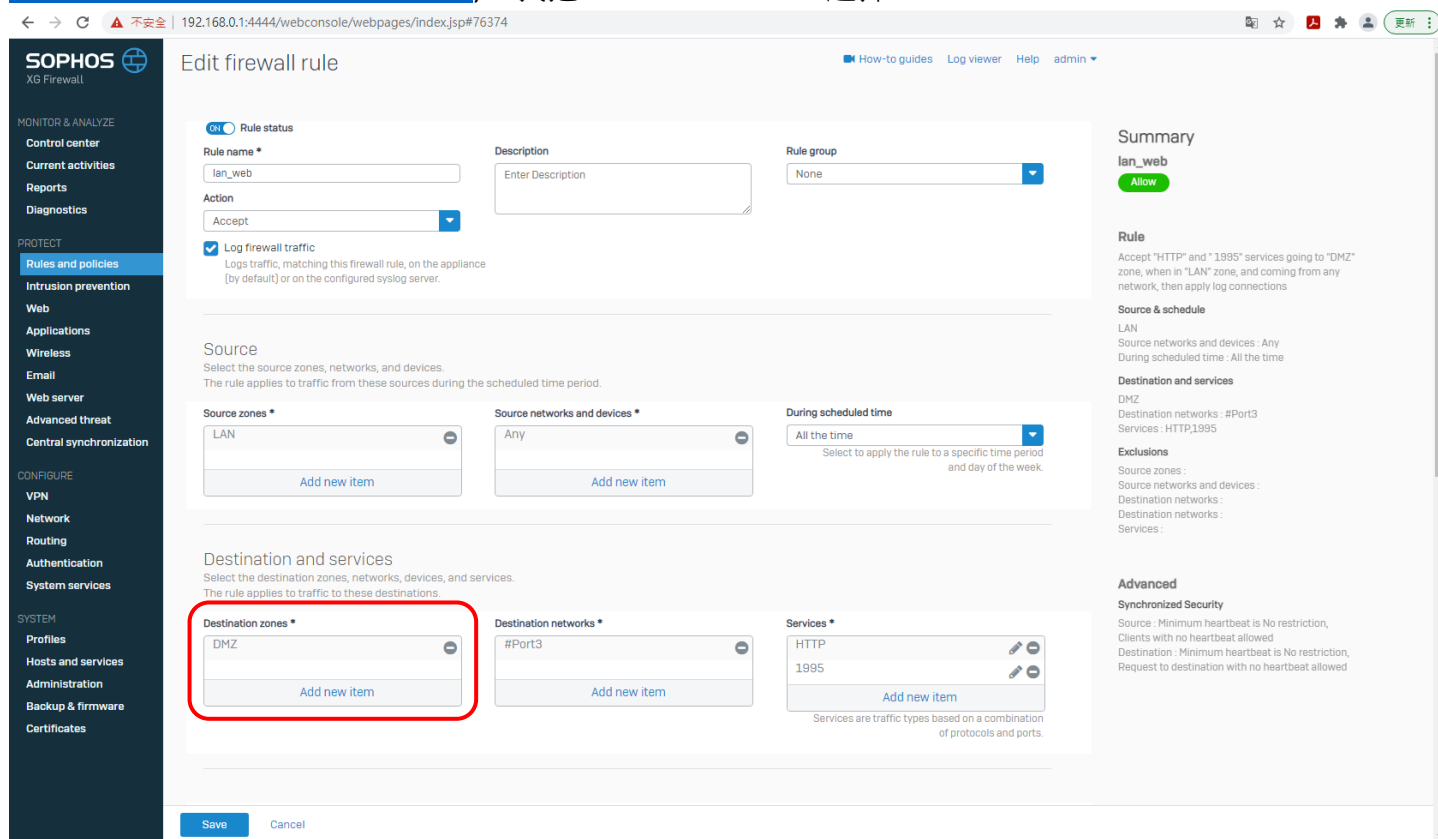 不安全 192.168.0.1:4444/webconsole/webpages/index.jsp#76374 更新
SOPHOS
XG Firewall
MONITOR & ANALYZE
Control center
Current activities
Reports
Diagnostics
PROTECT
Rules and policies
Intrusion prevention
Web
Applications
Wireless
Email
Web server
Advanced threat
Central synchronization
CONFIGURE
VPN
Network
Routing
Authentication
System services
SYSTEM
Profiles
Hosts and services
Administration
Backup & firmware
Certificates
Edit firewall rule
How-to guides Log viewer Help admin
ON Rule status
Rule name *
lan_web
Action
Accept
Log firewall traffic
Logs traffic, matching this firewall rule, on the appliance
(by default) or on the configured syslog server.
Description
Enter Description
Rule group
None
Source
Select the source zones, networks, and devices.
The rule applies to traffic from these sources during the scheduled time period.
Source zones *
LAN
Add new item
Source networks and devices *
Any
Add new item
During scheduled time
All the time
Select to apply the rule to a specific time period
and day of the week.
Destination and services
Select the destination zones, networks, devices, and services.
The rule applies to traffic to these destinations.
Destination zones *
DMZ
Add new item
Destination networks *
#Port3
Add new item
Services *
HTTP
1995
Add new item
Services are traffic types based on a combination
of protocols and ports.
Save Cancel
Summary
lan_web
Allow
Rule
Accept "HTTP" and " 1995" services going to "DMZ"
zone, when in "LAN" zone, and coming from any
network, then apply log connections
Source & schedule
LAN
Source networks and devices : Any
During scheduled time : All the time
Destination and services
DMZ
Destination networks : #Port3
Services : HTTP,1995
Exclusions
Source zones :
Source networks and devices :
Destination networks :
Destination networks :
Services :
Advanced
Synchronized Security
Source : Minimum heartbeat is No restriction,
Clients with no heartbeat allowed
Destination : Minimum heartbeat is No restriction,
Request to destination with no heartbeat allowed